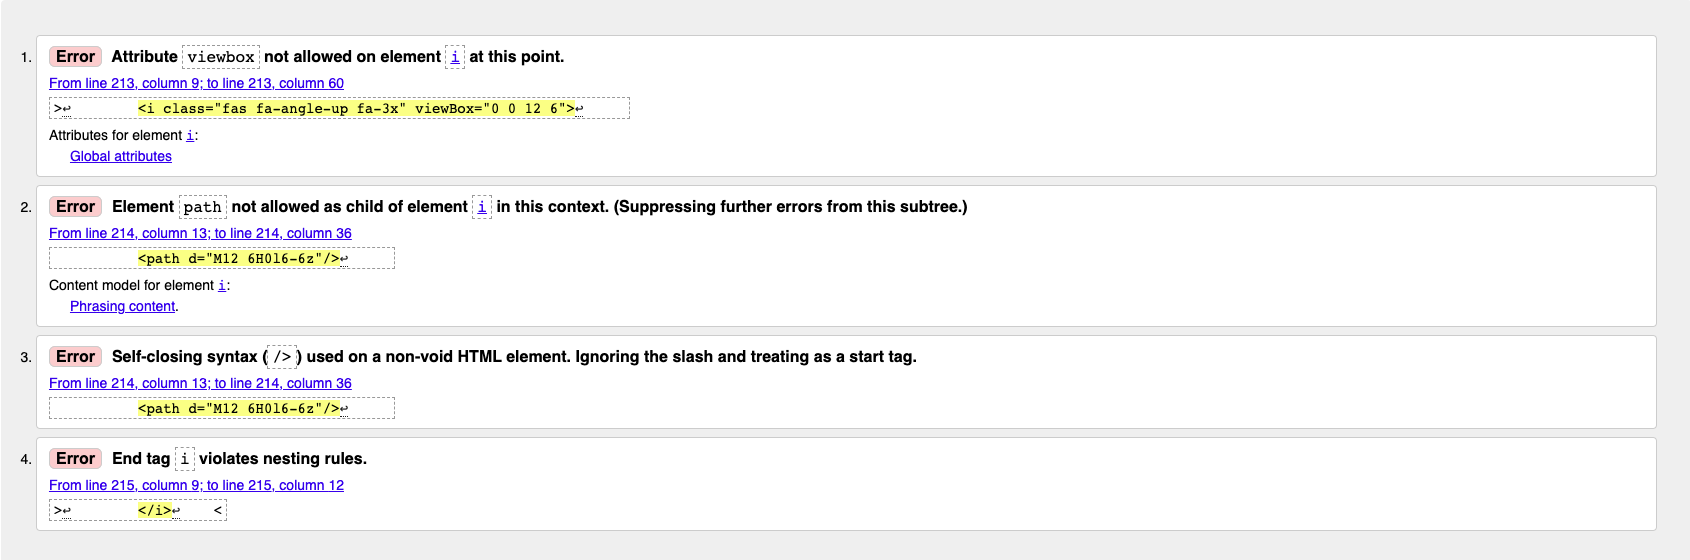 1. Error Attribute viewbox not allowed on element i at this point.
From line 213, column 9; to line 213, column 60
>↩        <i class="fas fa-angle-up fa-3x" viewBox="0 0 12 6">↩
Attributes for element i:
Global attributes
2. Error Element path not allowed as child of element i in this context. (Suppressing further errors from this subtree.)
From line 214, column 13; to line 214, column 36
<path d="M12 6H0l6-6z"/>↩
Content model for element i:
Phrasing content.
3. Error Self-closing syntax (/>) used on a non-void HTML element. Ignoring the slash and treating as a start tag.
From line 214, column 13; to line 214, column 36
<path d="M12 6H0l6-6z"/>↩
4. Error End tag i violates nesting rules.
From line 215, column 9; to line 215, column 12
>↩        </i>↩    <